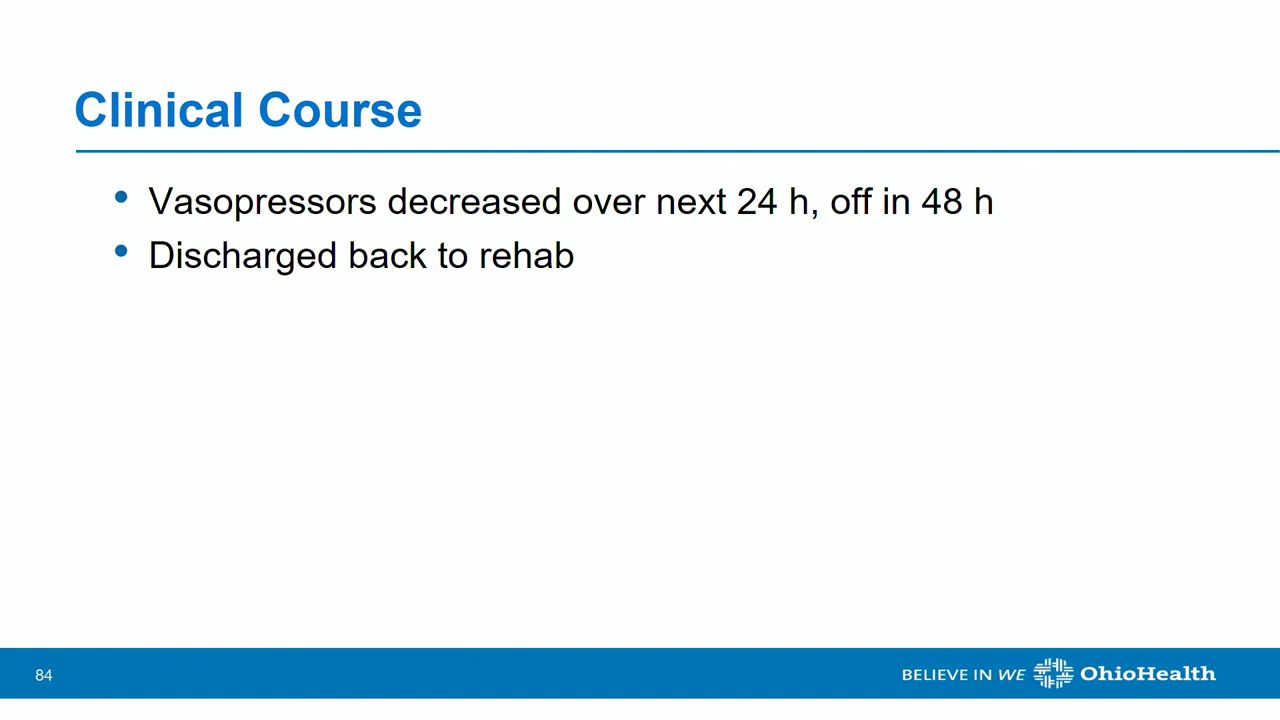 Clinical Course
• Vasopressors decreased over next 24 h, off in 48 h
• Discharged back to rehab
84
BELIEVE IN WE OhioHealth